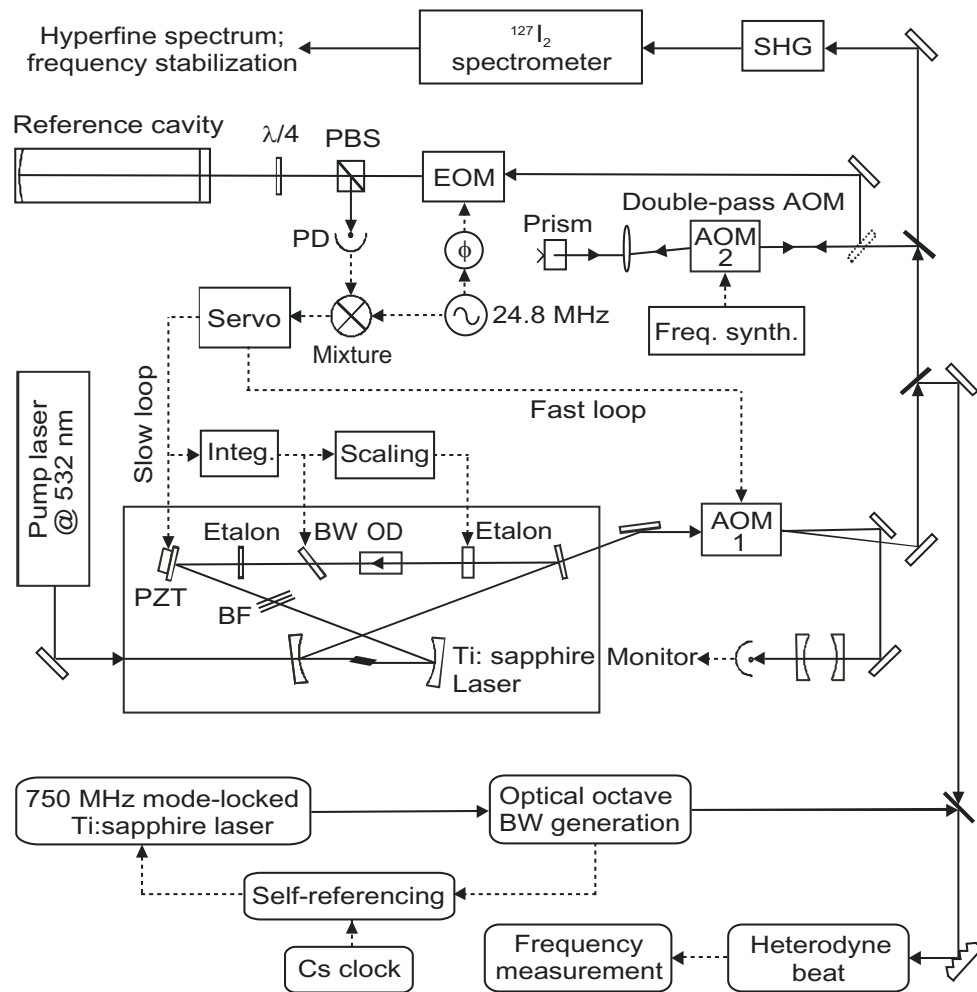 Hyperfine spectrum;
frequency stabilization
¹²⁷I₂
spectrometer
SHG
Reference cavity
λ/4
PBS
EOM
Double-pass AOM
Prism
AOM
2
PD
ϕ
Servo
Mixture
24.8 MHz
Freq. synth.
Pump laser
@ 532 nm
Slow loop
Fast loop
Integ.
Scaling
AOM
1
Etalon
BW
OD
Etalon
PZT
BF
Ti: sapphire
Laser
Monitor
750 MHz mode-locked
Ti:sapphire laser
Optical octave
BW generation
Self-referencing
Cs clock
Frequency
measurement
Heterodyne
beat